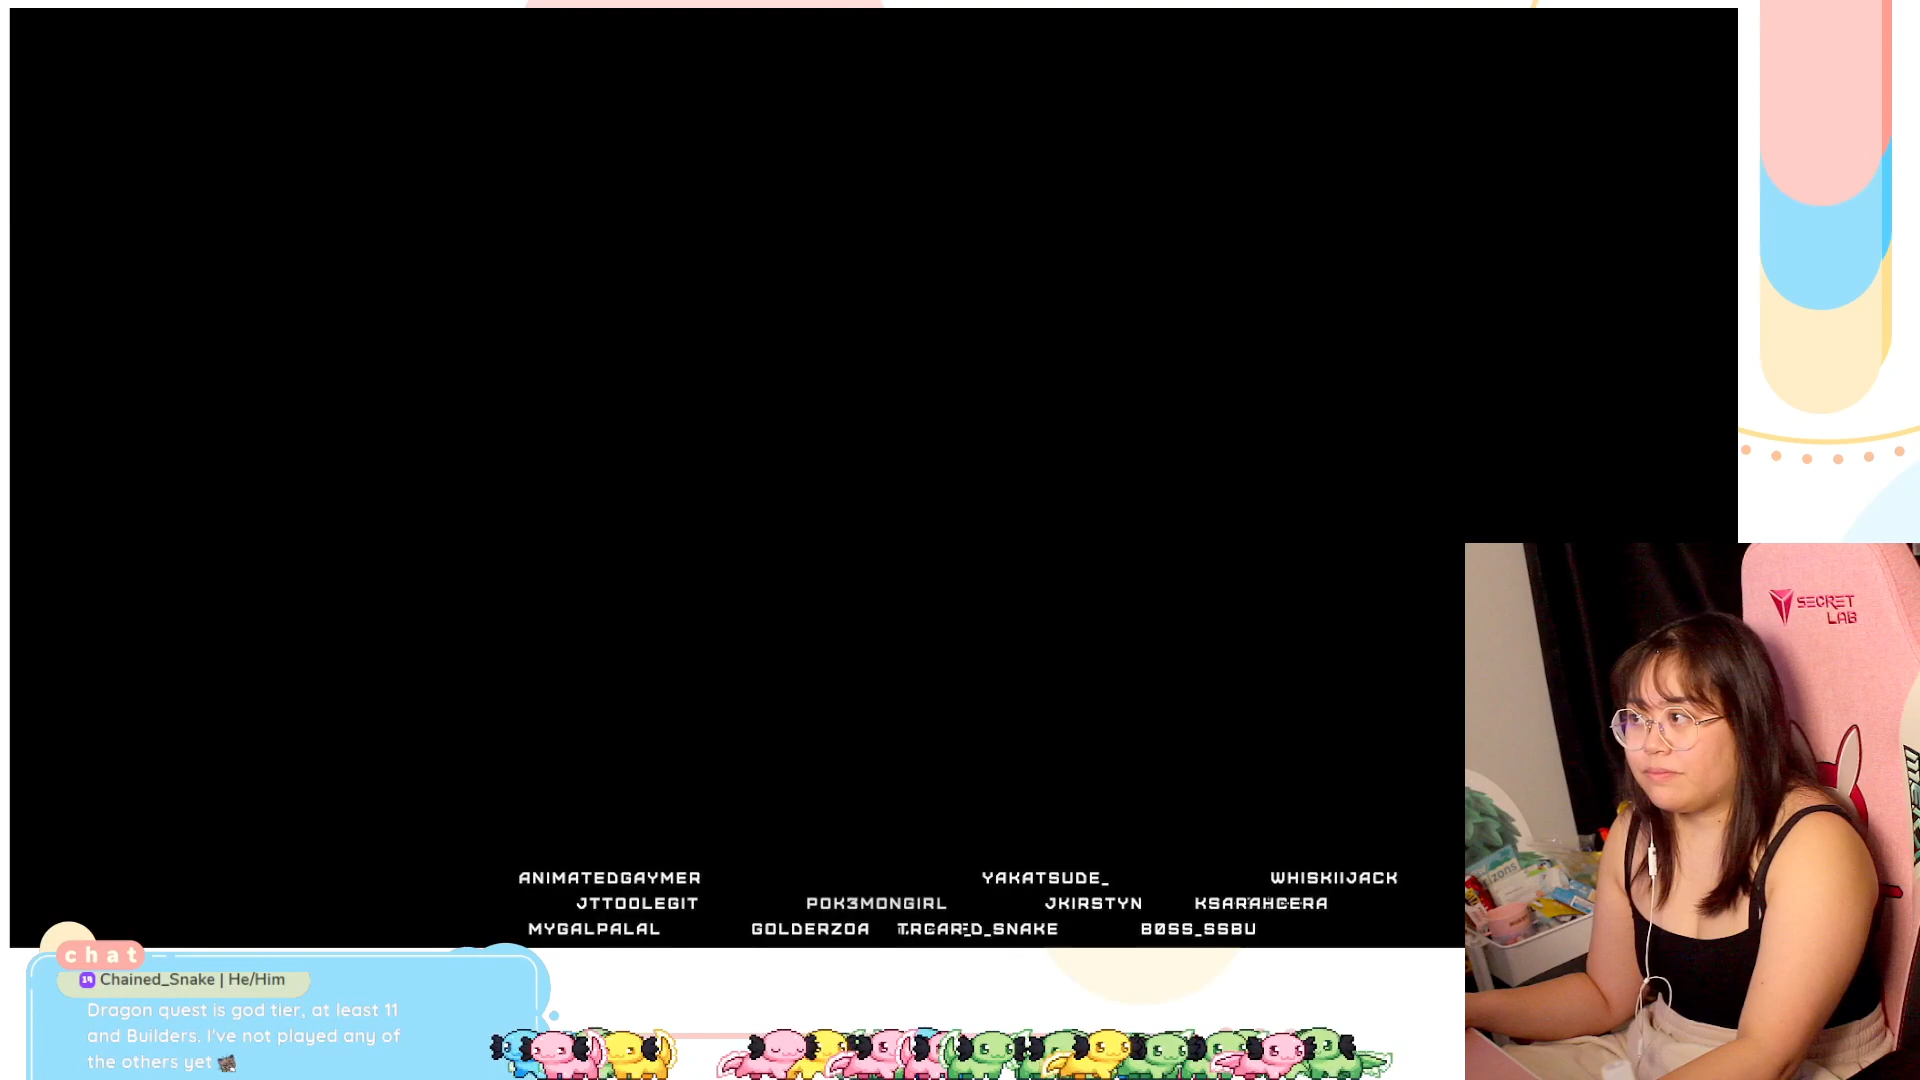 SECRET
LAB
ANIMATEDGAYMER YAKATSUDE_ WHISKIIJACK
JTTOOLEGIT POK3MONGIRL JKIRSTYN
MYGALPALAL GOLDERZOA B0SS_SSBU
chat
Chained_Snake | He/Him
Dragon quest is god tier, at least 11
and Builders. I've not played any of
the others yet